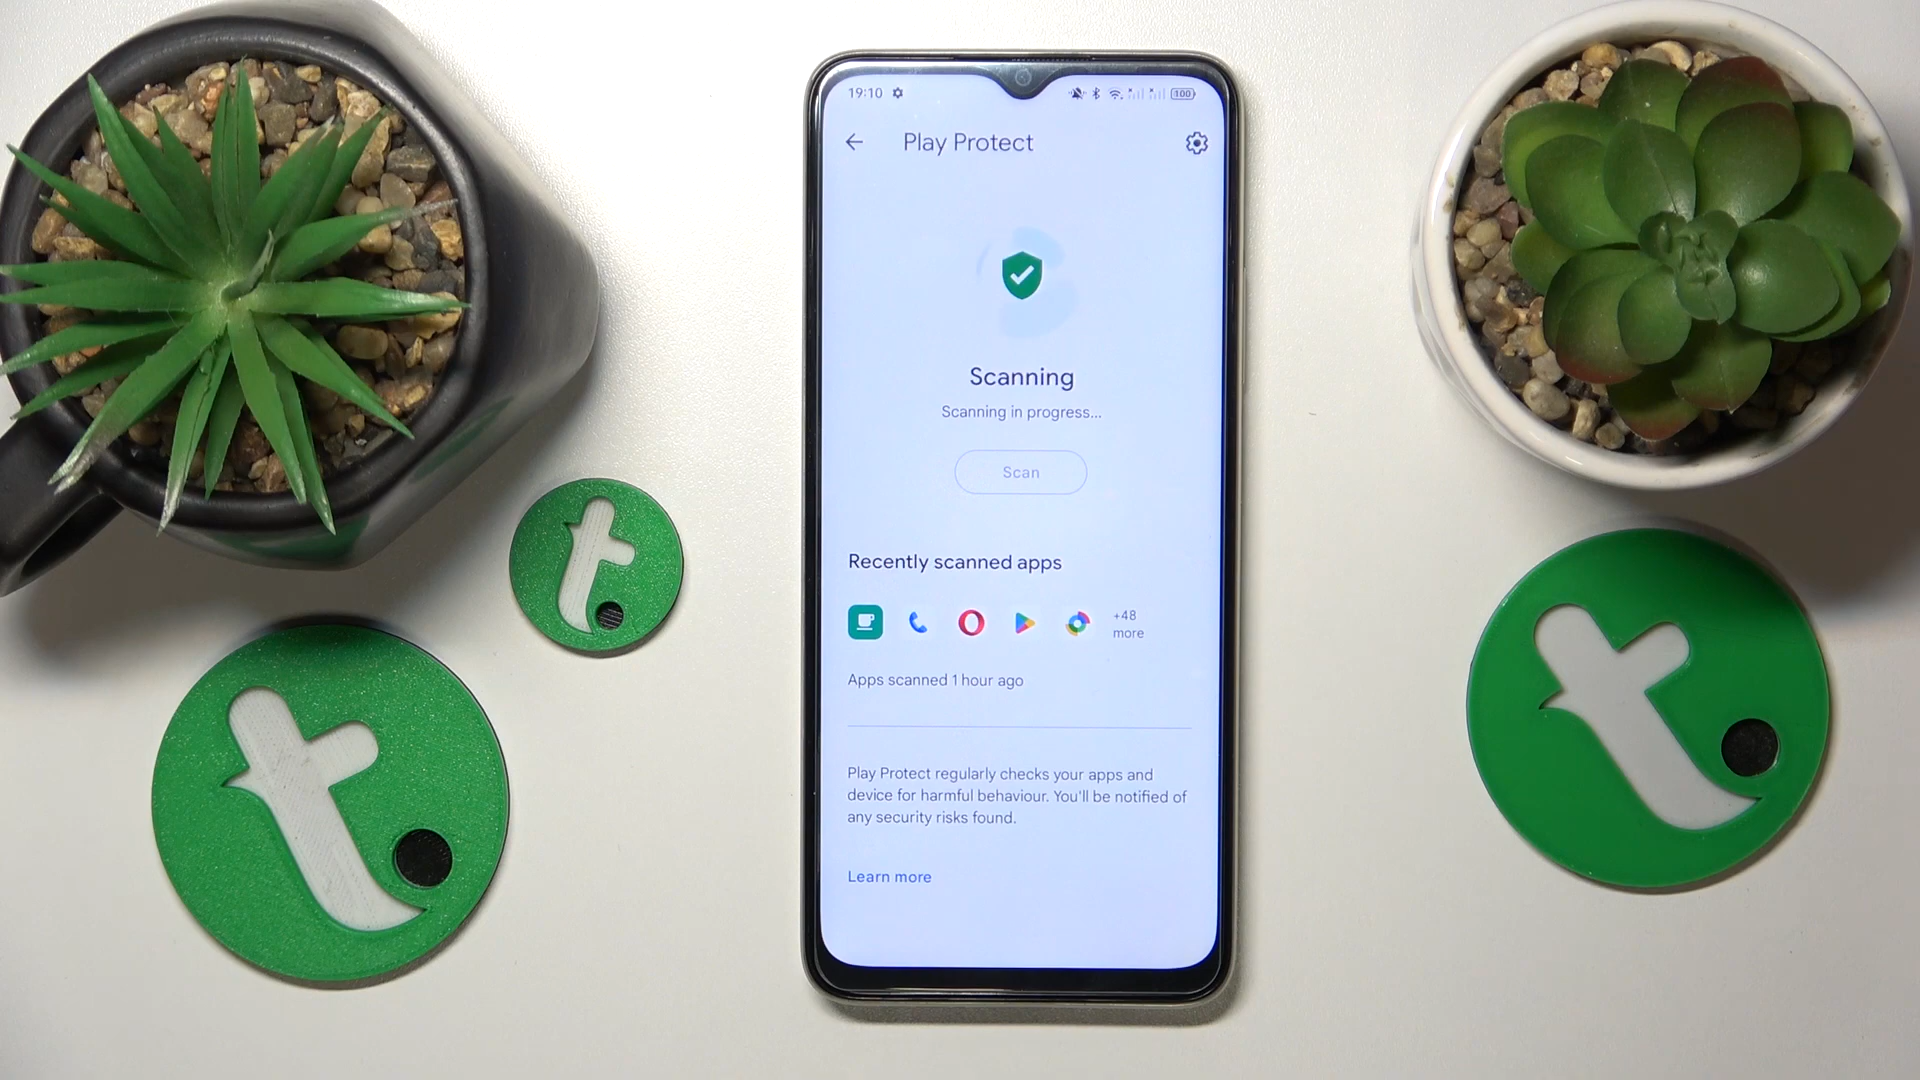 19:10
100
Play Protect
Scanning
Scanning in progress...
Scan
Recently scanned apps
+48
more
Apps scanned 1 hour ago
Play Protect regularly checks your apps and
device for harmful behaviour. You'll be notified of
any security risks found.
Learn more
t
t
t